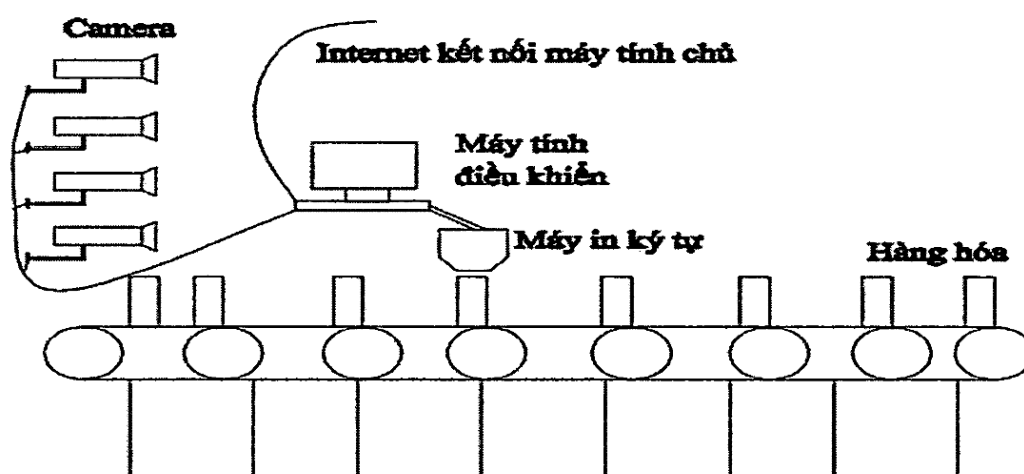 Camera
Internet kết nối máy tính chủ
Máy tính
điều khiển
Máy in ký tự
Hàng hóa